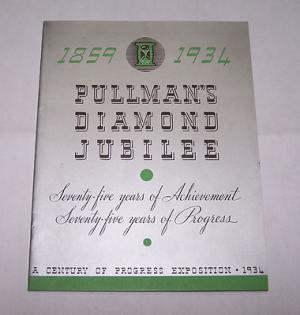 1859 1934
PULLMAN'S
DIAMOND
JUBILEE
Seventy-five years of Achievement
Seventy-five years of Progress
A CENTURY OF PROGRESS EXPOSITION • 1934